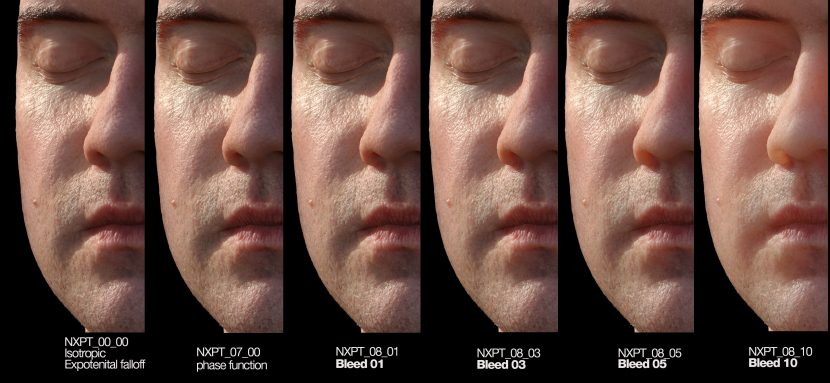 NXPT_00_00
Isotropic
Expotenital falloff
NXPT_07_00
phase function
NXPT_08_01
Bleed 01
NXPT_08_03
Bleed 03
NXPT_08_05
Bleed 05
NXPT_08_10
Bleed 10